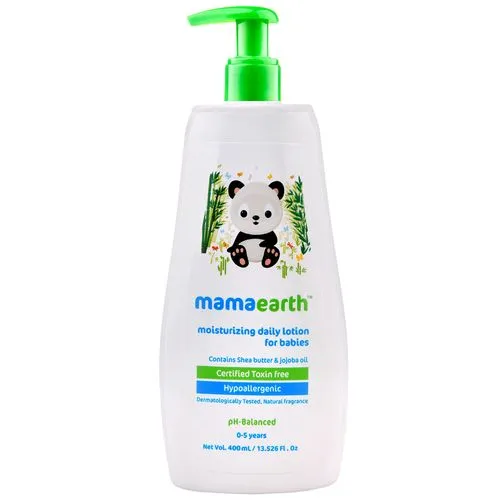 mamaearth™
moisturizing daily lotion
for babies
Contains Shea butter & jojoba oil
Certified Toxin free
Hypoallergenic
Dermatologically Tested, Natural fragrance
pH-Balanced
0-5 years
Net Vol. 400mL / 13.526 Fl . Oz